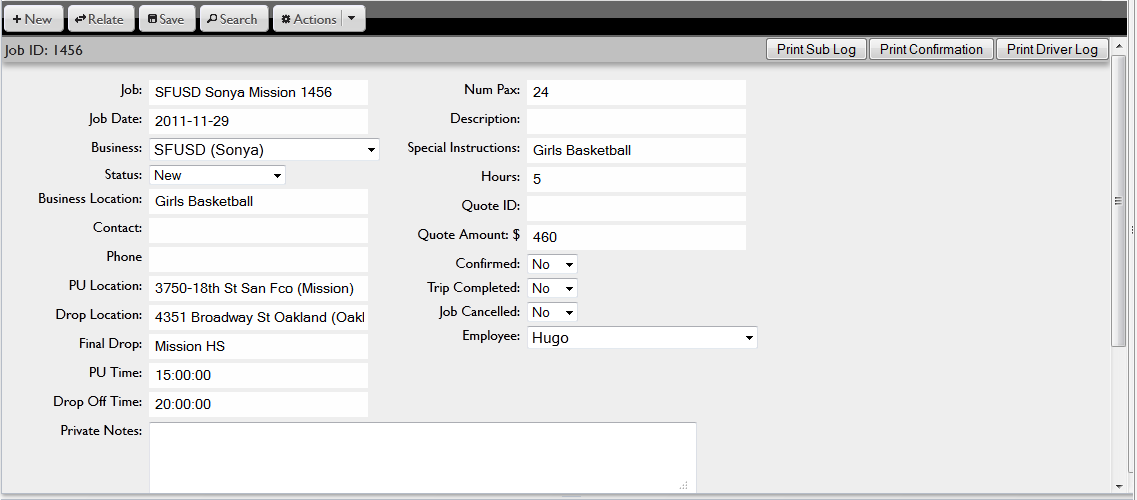 New Relate Save Search Actions
Job ID: 1456 Print Sub Log Print Confirmation Print Driver Log
Job: SFUSD Sonya Mission 1456
Job Date: 2011-11-29
Business: SFUSD (Sonya)
Status: New
Business Location: Girls Basketball
Contact:
Phone
PU Location: 3750-18th St San Fco (Mission)
Drop Location: 4351 Broadway St Oakland (Oakl
Final Drop: Mission HS
PU Time: 15:00:00
Drop Off Time: 20:00:00
Private Notes:
Num Pax: 24
Description:
Special Instructions: Girls Basketball
Hours: 5
Quote ID:
Quote Amount: $ 460
Confirmed: No
Trip Completed: No
Job Cancelled: No
Employee: Hugo